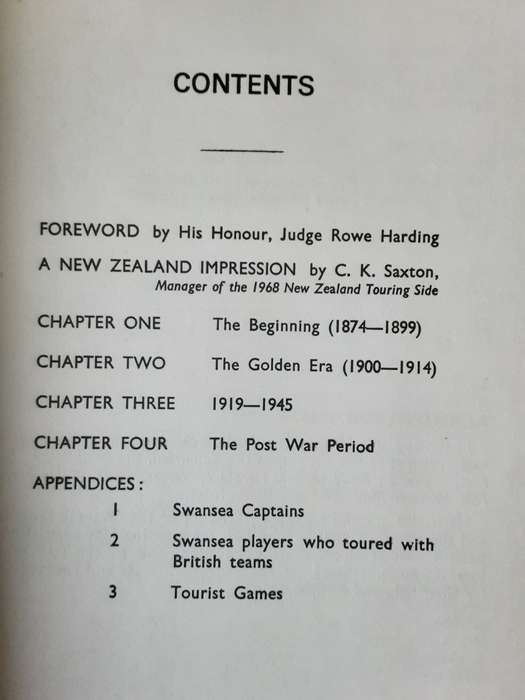 CONTENTS
FOREWORD by His Honour, Judge Rowe Harding
A NEW ZEALAND IMPRESSION by C. K. Saxton,
Manager of the 1968 New Zealand Touring Side
CHAPTER ONE The Beginning (1874—1899)
CHAPTER TWO The Golden Era (1900—1914)
CHAPTER THREE 1919—1945
CHAPTER FOUR The Post War Period
APPENDICES:
1 Swansea Captains
2 Swansea players who toured with
British teams
3 Tourist Games